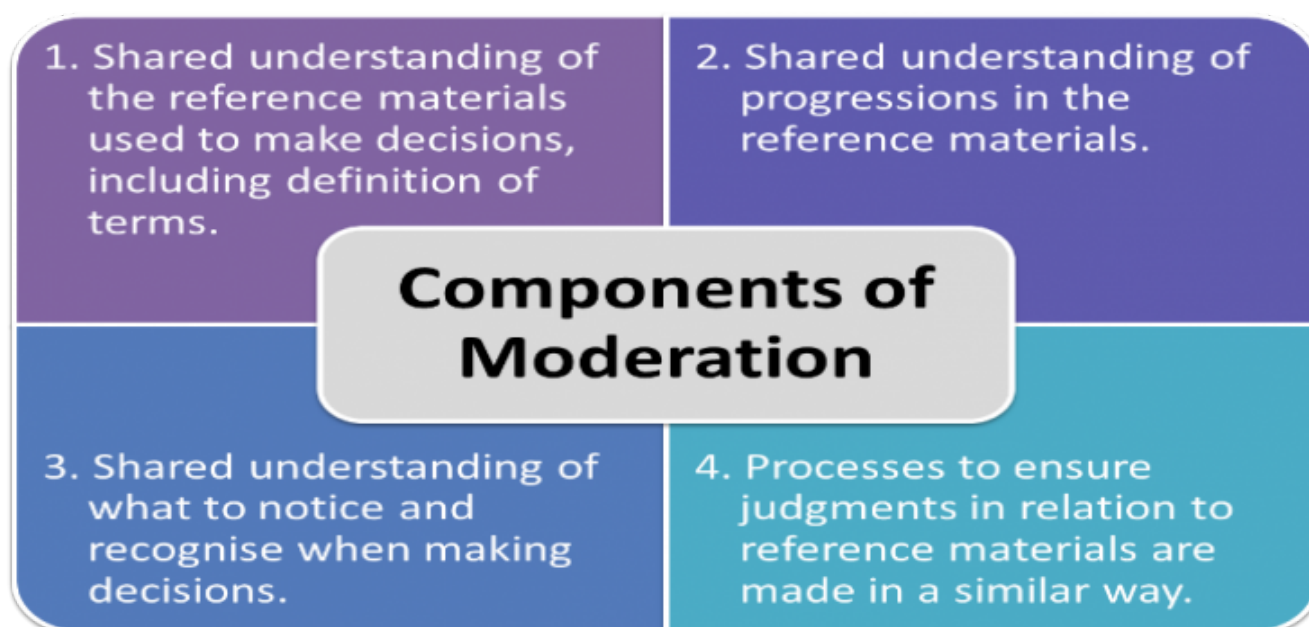 1. Shared understanding of
the reference materials
used to make decisions,
including definition of
terms.
2. Shared understanding of
progressions in the
reference materials.
Components of
Moderation
3. Shared understanding of
what to notice and
recognise when making
decisions.
4. Processes to ensure
judgments in relation to
reference materials are
made in a similar way.